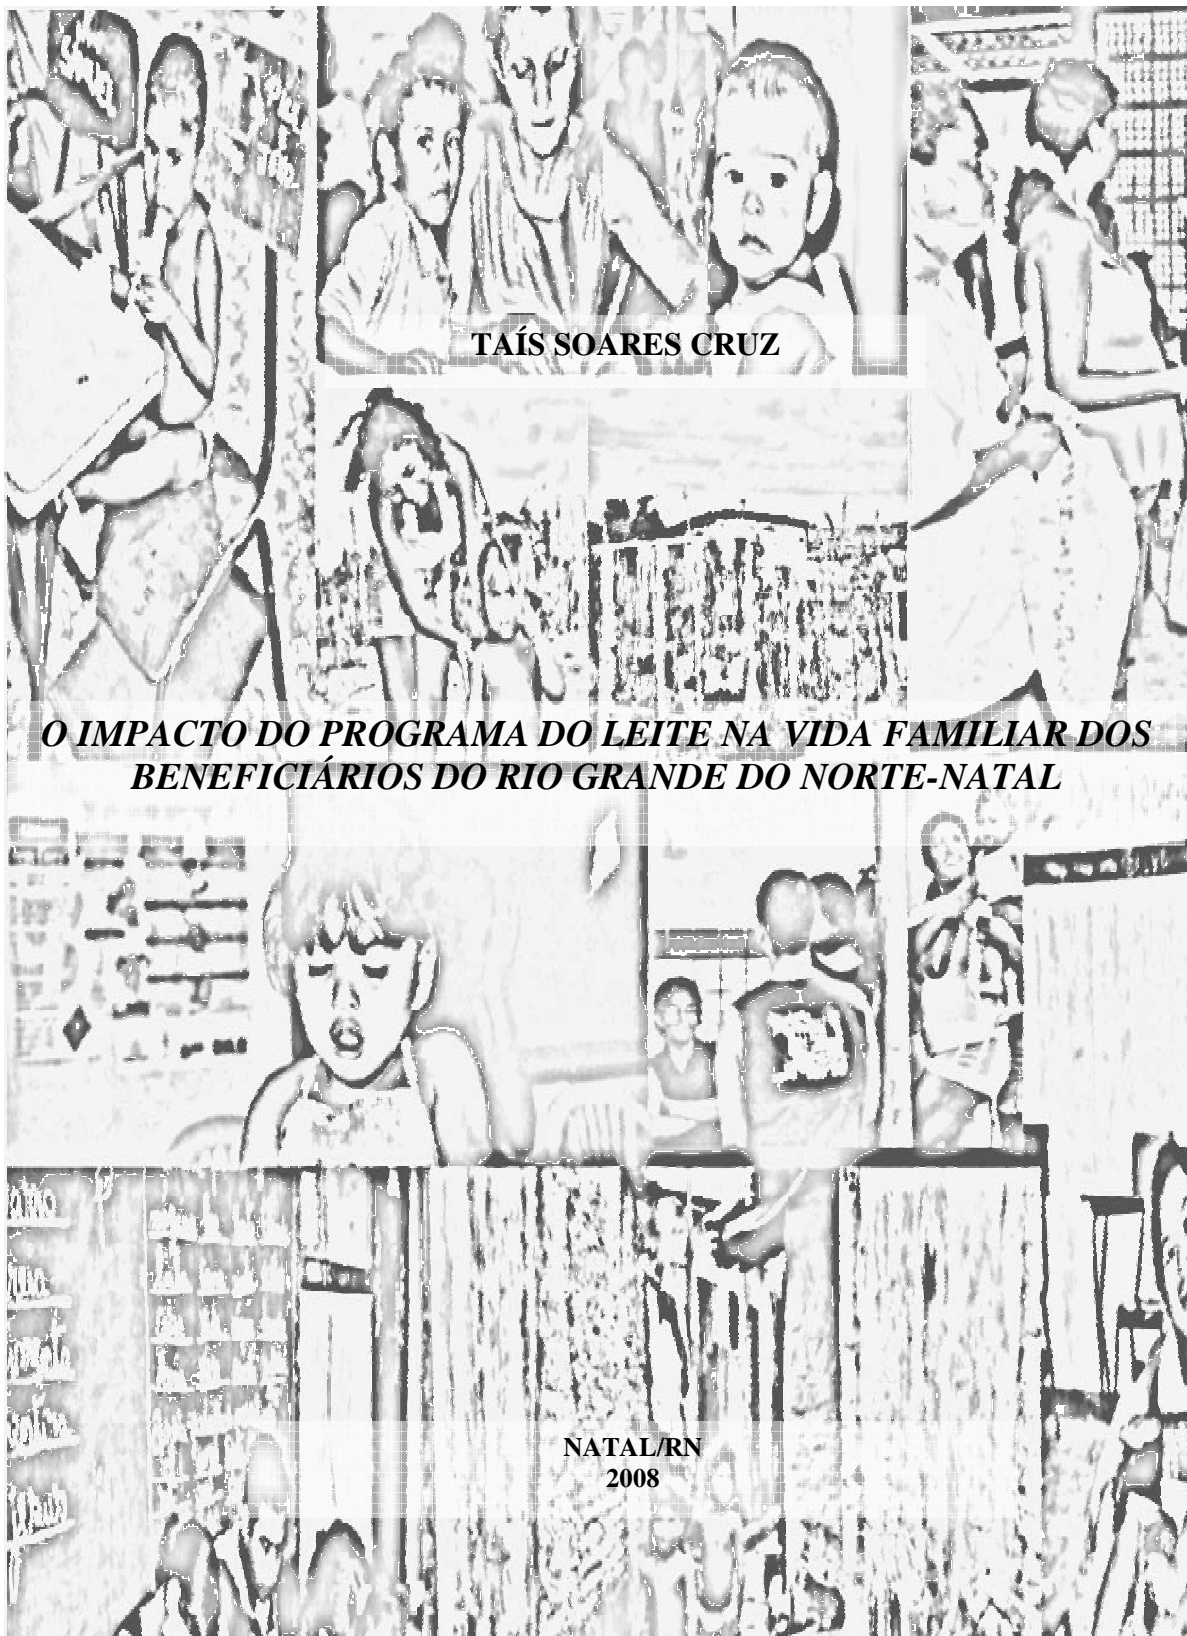 TAÍS SOARES CRUZ
O IMPACTO DO PROGRAMA DO LEITE NA VIDA FAMILIAR DOS
BENEFICIÁRIOS DO RIO GRANDE DO NORTE-NATAL
NATAL/RN
2008